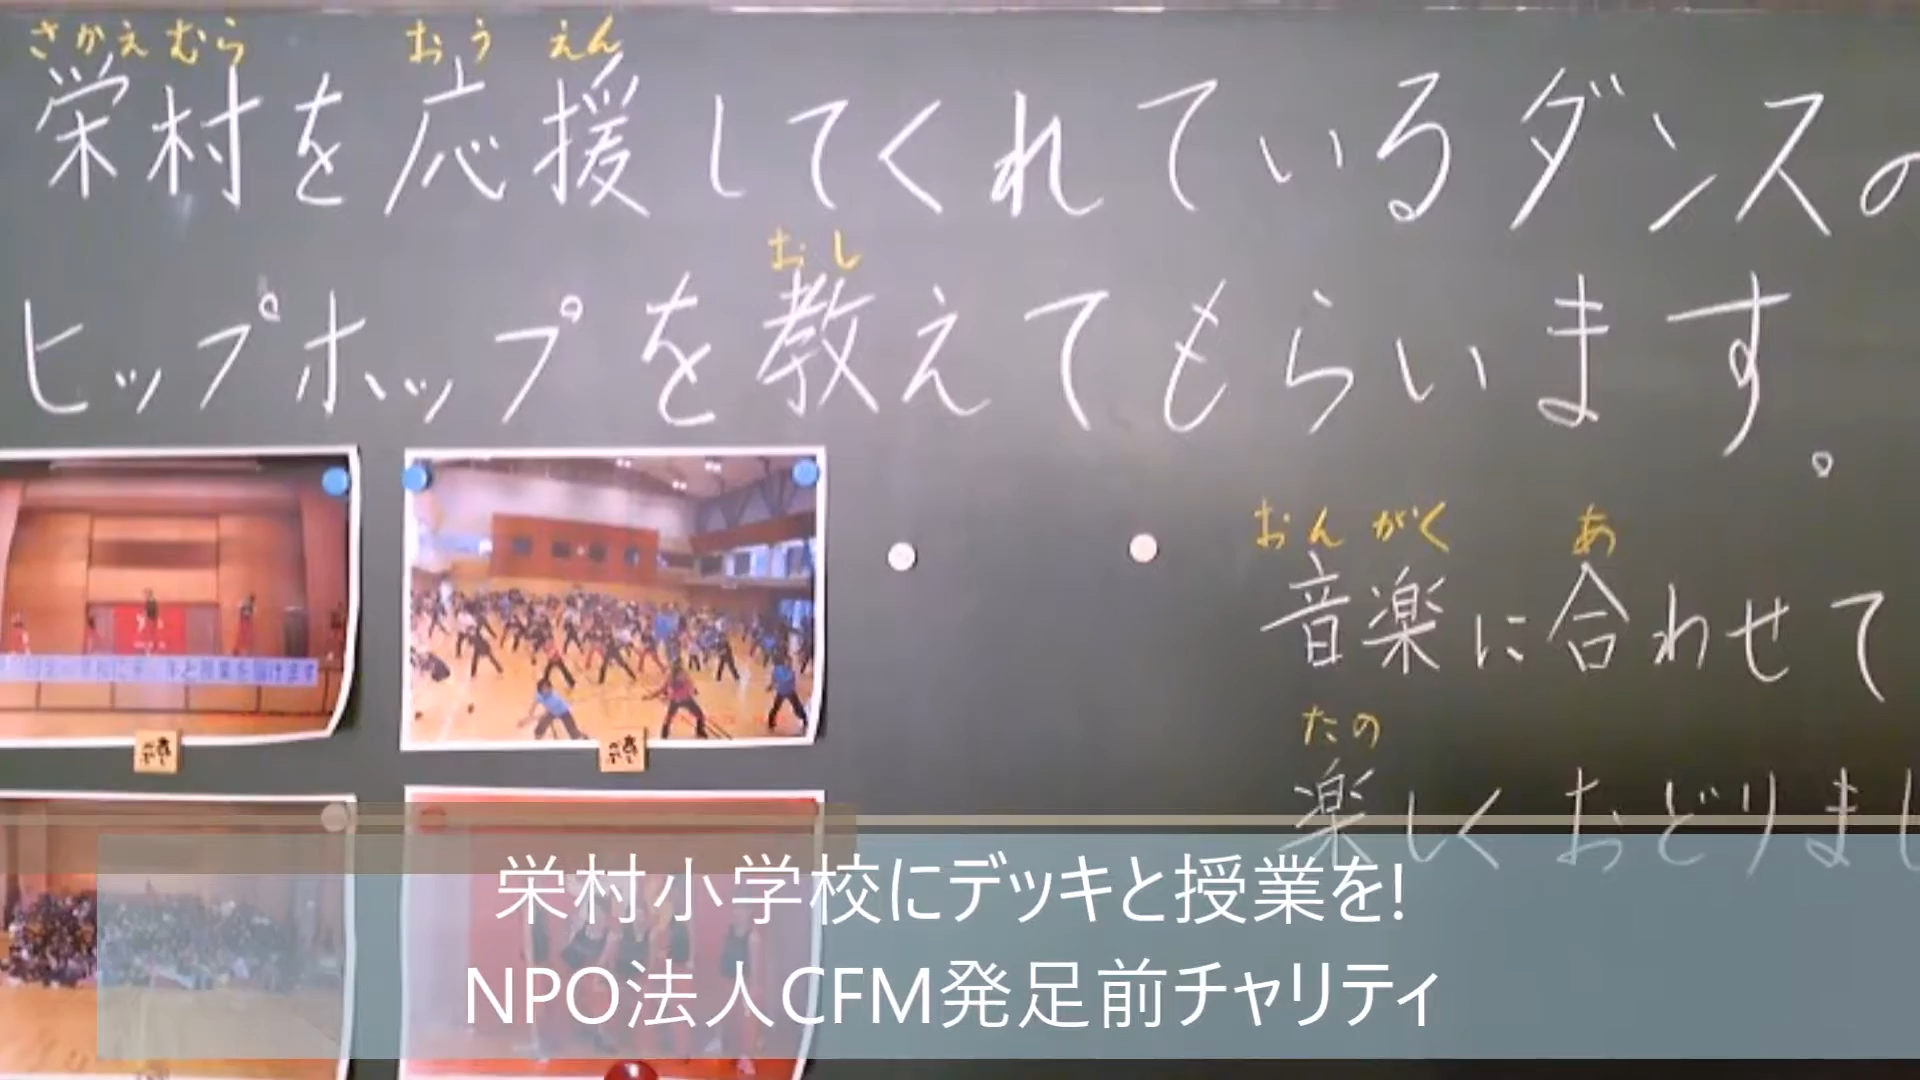 さかえむら おうえん
栄村を応援してくれているダンスの
おし
ヒップホップを教えてもらいます。
おんがく あ
音楽に合わせて
たの
楽しくおどりまし
栄村小学校にデッキと授業を!
NPO法人CFM発足前チャリティ